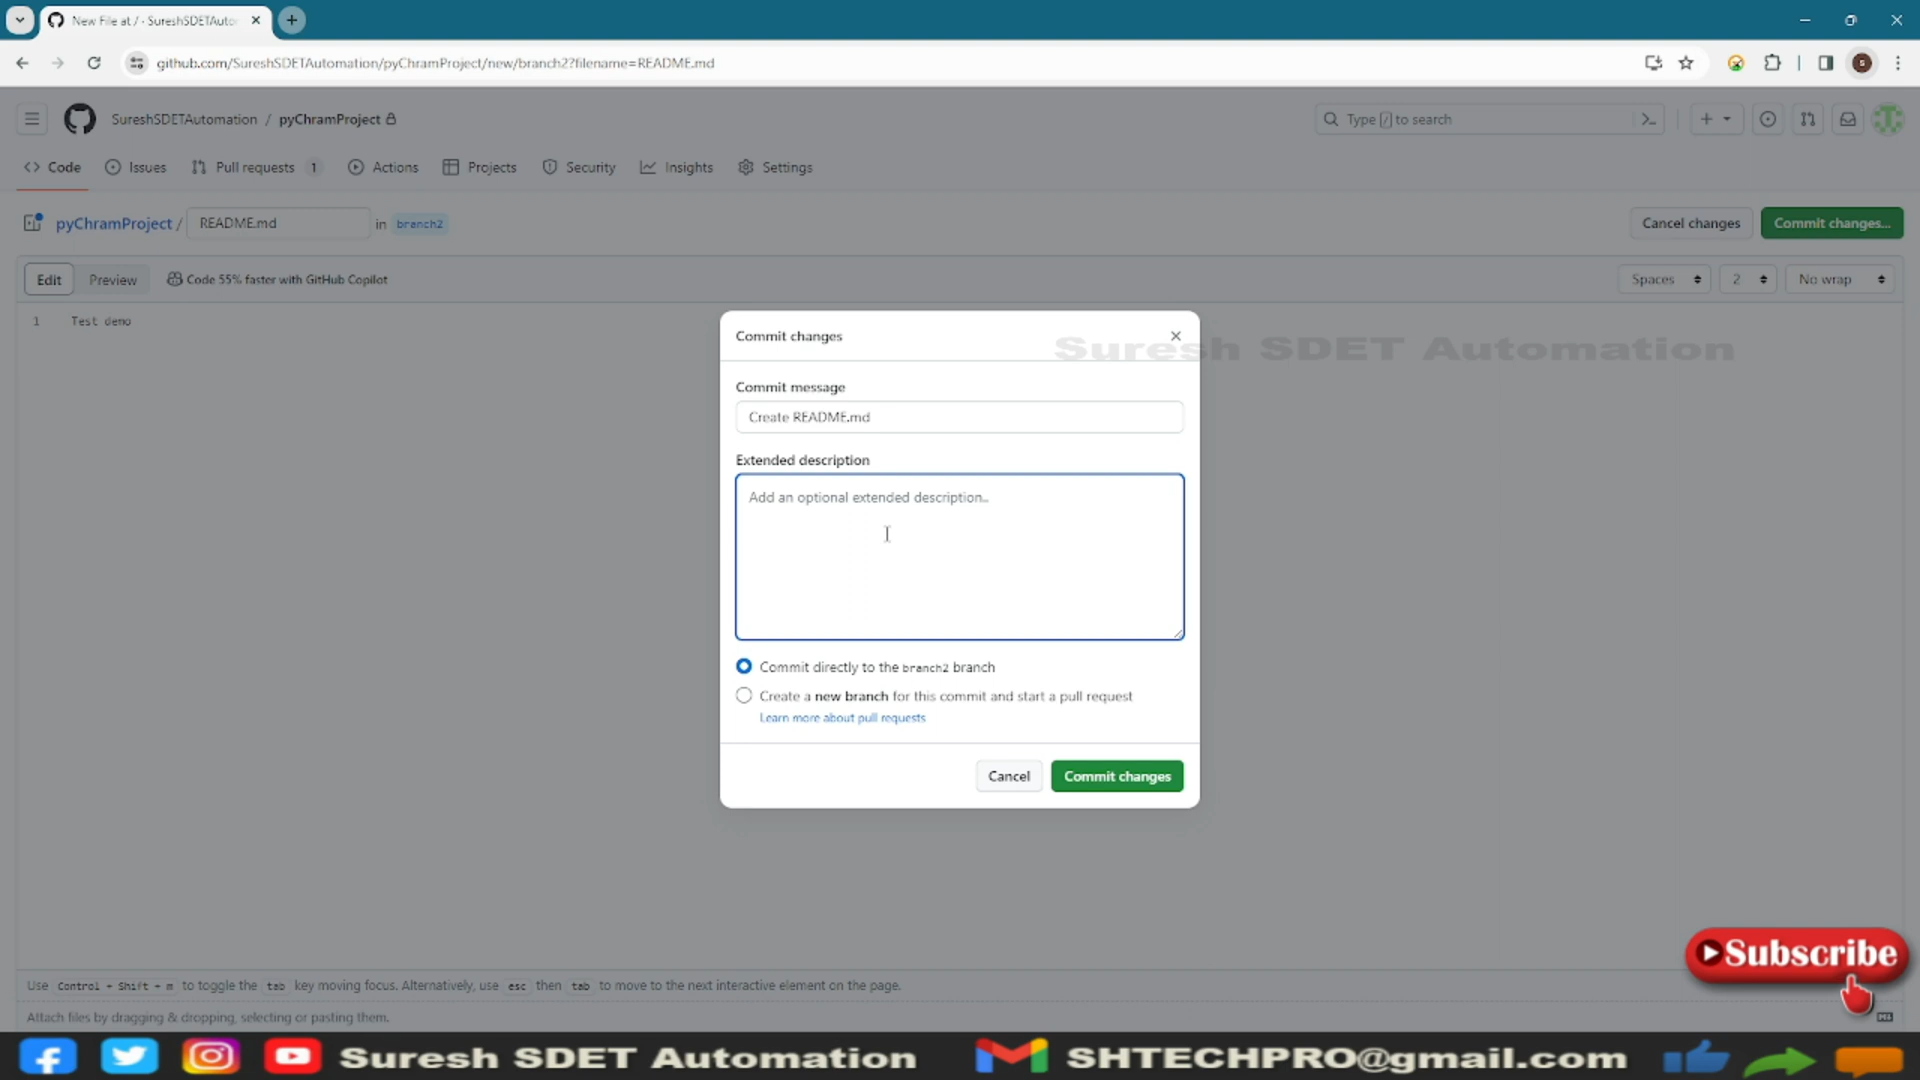 New File at / · SureshSDETAuto
github.com/SureshSDETAutomation/pyChramProject/new/branch2?filename=README.md
SureshSDETAutomation / pyChramProject
Type / to search
Code
Issues
Pull requests 1
Actions
Projects
Security
Insights
Settings
pyChramProject / README.md in branch2
Cancel changes
Commit changes...
Edit
Preview
Code 55% faster with GitHub Copilot
Spaces
2
No wrap
1 Test demo
Commit changes
Suresh SDET Automation
Commit message
Create README.md
Extended description
Add an optional extended description…
Commit directly to the branch2 branch
Create a new branch for this commit and start a pull request
Learn more about pull requests
Cancel
Commit changes
Subscribe
Use Control + Shift + m to toggle the tab key moving focus. Alternatively, use esc then tab to move to the next interactive element on the page.
Attach files by dragging & dropping, selecting or pasting them.
Suresh SDET Automation
SHTECHPRO@gmail.com